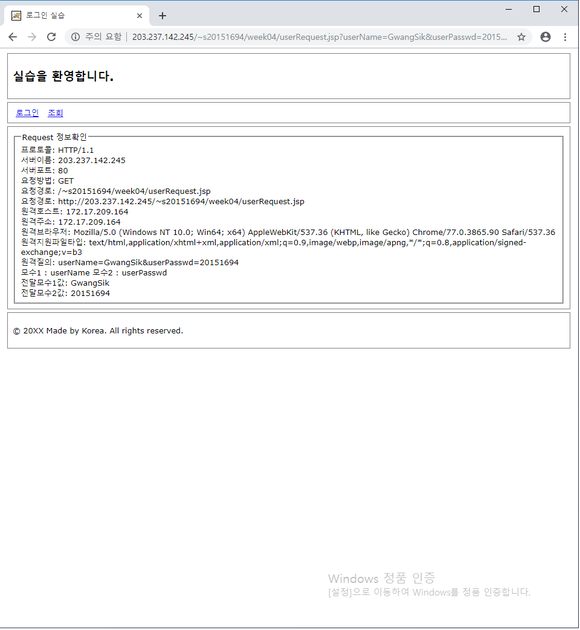 로그인 실습
주의 요함 | 203.237.142.245/~s20151694/week04/userRequest.jsp?userName=GwangSik&userPasswd=2015...
실습을 환영합니다.
로그인 조회
Request 정보확인
프로토콜: HTTP/1.1
서버이름: 203.237.142.245
서버포트: 80
요청방법: GET
요청경로: /~s20151694/week04/userRequest.jsp
요청경로: http://203.237.142.245/~s20151694/week04/userRequest.jsp
원격호스트: 172.17.209.164
원격주소: 172.17.209.164
원격브라우저: Mozilla/5.0 (Windows NT 10.0; Win64; x64) AppleWebKit/537.36 (KHTML, like Gecko) Chrome/77.0.3865.90 Safari/537.36
원격지원파일타입: text/html,application/xhtml+xml,application/xml;q=0.9,image/webp,image/apng,*/*;q=0.8,application/signed-
exchange;v=b3
원격질의: userName=GwangSik&userPasswd=20151694
모수1 : userName 모수2 : userPasswd
전달모수1값: GwangSik
전달모수2값: 20151694
© 20XX Made by Korea. All rights reserved.
Windows 정품 인증
[설정]으로 이동하여 Windows를 정품 인증합니다.